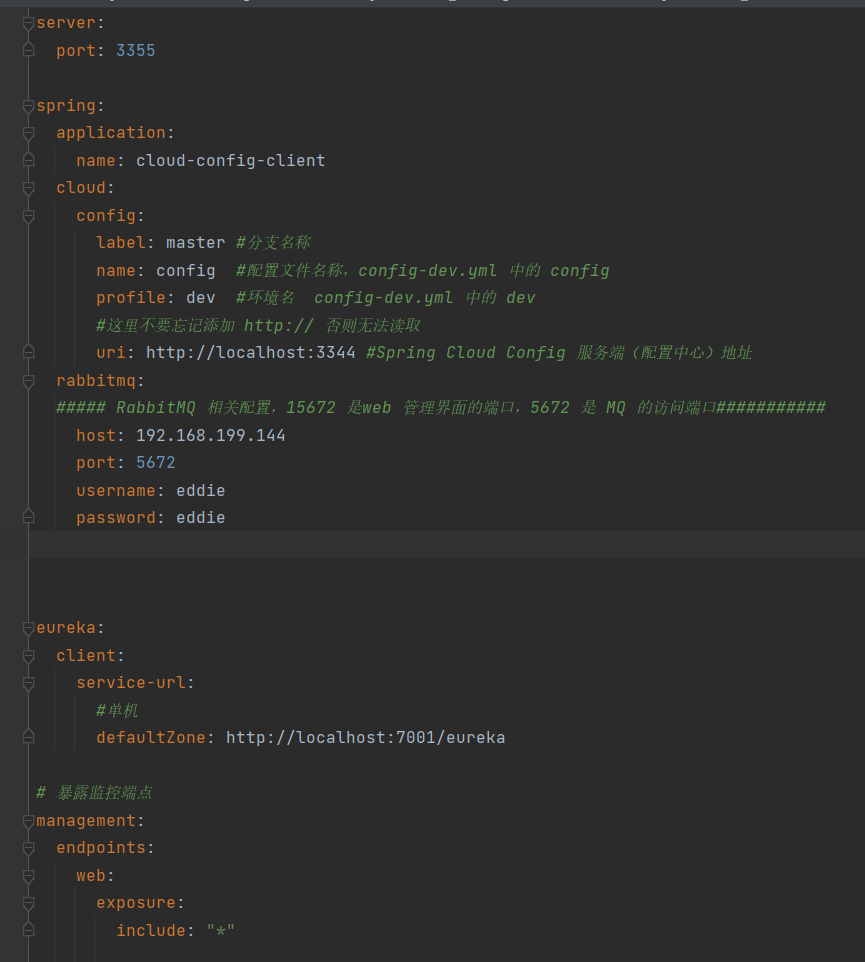 server:
  port: 3355
spring:
  application:
    name: cloud-config-client
  cloud:
    config:
      label: master #分支名称
      name: config  #配置文件名称，config-dev.yml 中的 config
      profile: dev  #环境名  config-dev.yml 中的 dev
      #这里不要忘记添加 http:// 否则无法读取
      uri: http://localhost:3344 #Spring Cloud Config 服务端（配置中心）地址
  rabbitmq:
  ##### RabbitMQ 相关配置，15672 是web 管理界面的端口，5672 是 MQ 的访问端口###########
    host: 192.168.199.144
    port: 5672
    username: eddie
    password: eddie
eureka:
  client:
    service-url:
      #单机
      defaultZone: http://localhost:7001/eureka
# 暴露监控端点
management:
  endpoints:
    web:
      exposure:
        include: "*"